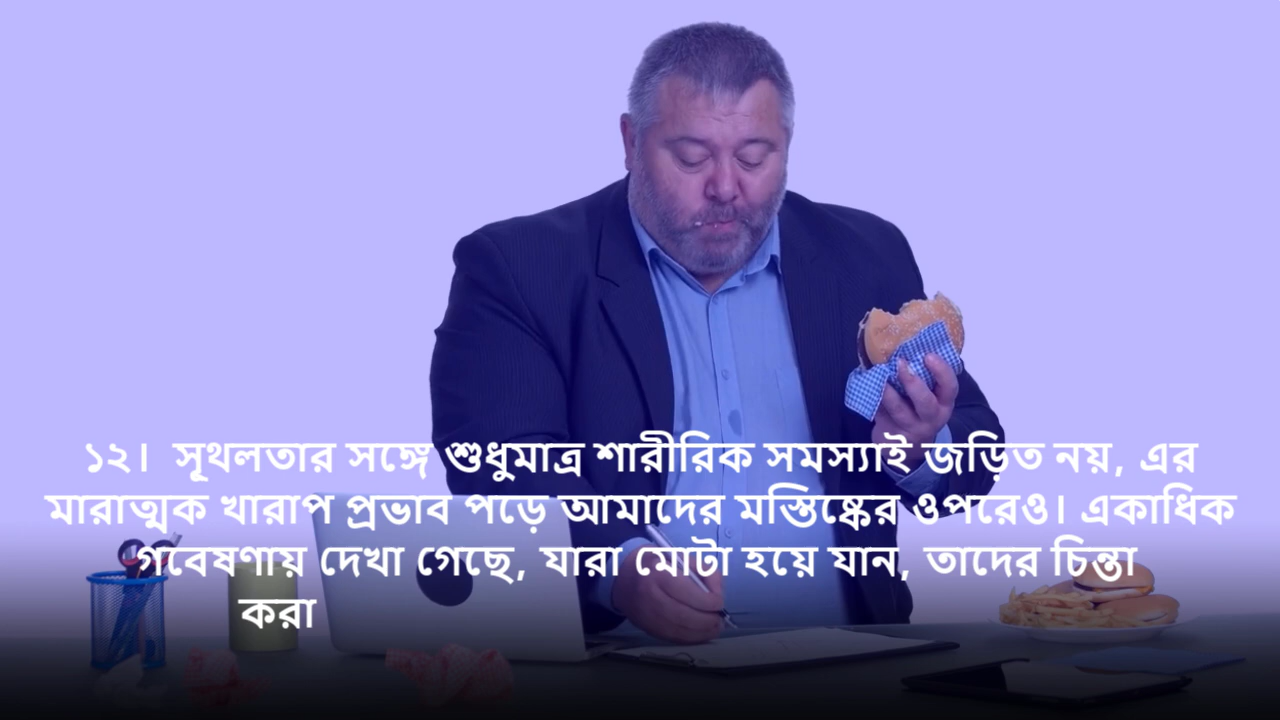 ১২। সূথলতার সঙ্গে শুধুমাত্র শারীরিক সমস্যাই জড়িত নয়, এর
মারাত্মক খারাপ প্রভাব পড়ে আমাদের মস্তিষ্কের ওপরেও। একাধিক
গবেষণায় দেখা গেছে, যারা মোটা হয়ে যান, তাদের চিন্তা
করা